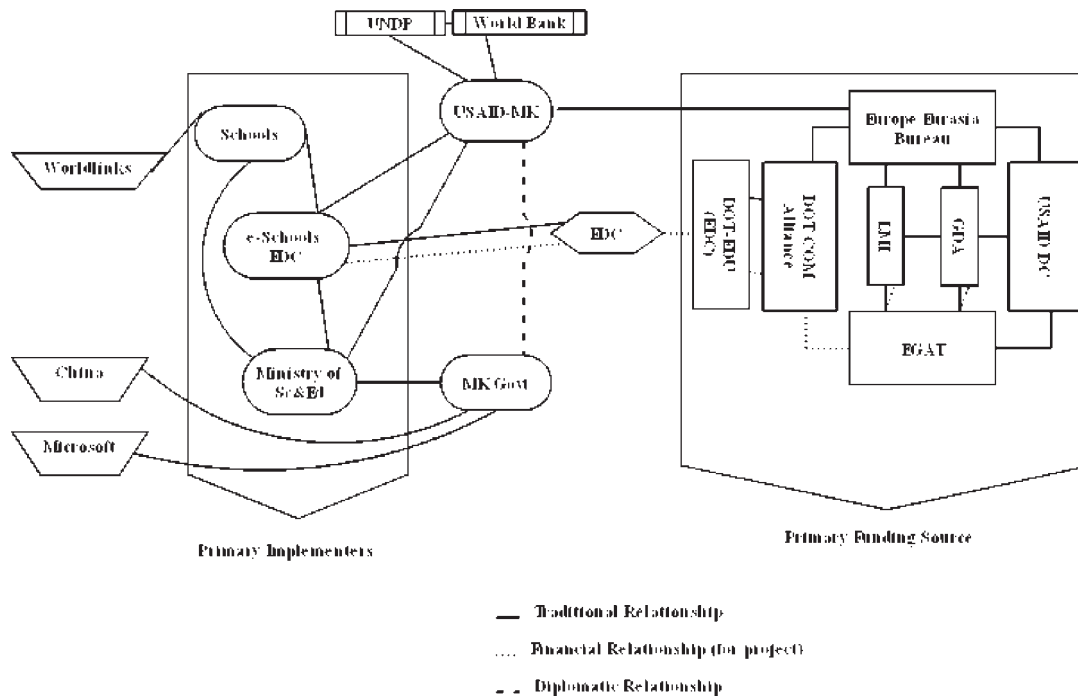 UNDP
World Bank
USAID-MK
Schools
Worldlinks
e-Schools
EDC
EDC
Ministry of
Sc&Ed
MK Govt
China
Microsoft
Europe Eurasia
Bureau
DOT-EDU
(EDC)
DOT-COM
Alliance
LMI
GDA
USAID DC
EGAT
Primary Implementers
Primary Funding Source
Traditional Relationship
Financial Relationship (for project)
Diplomatic Relationship